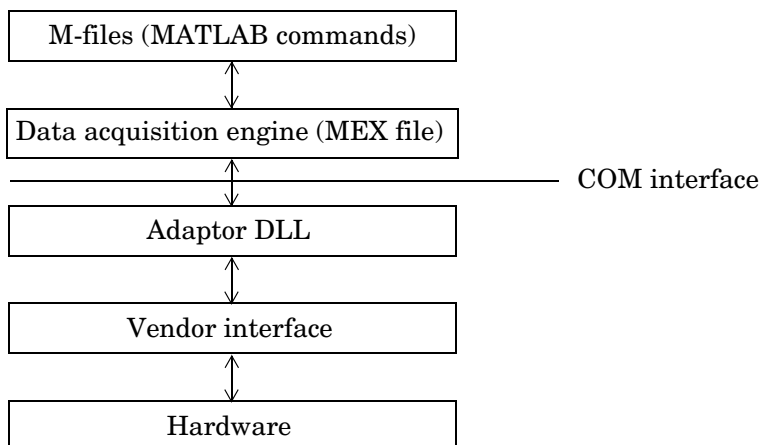 M-files (MATLAB commands)
Data acquisition engine (MEX file)
COM interface
Adaptor DLL
Vendor interface
Hardware